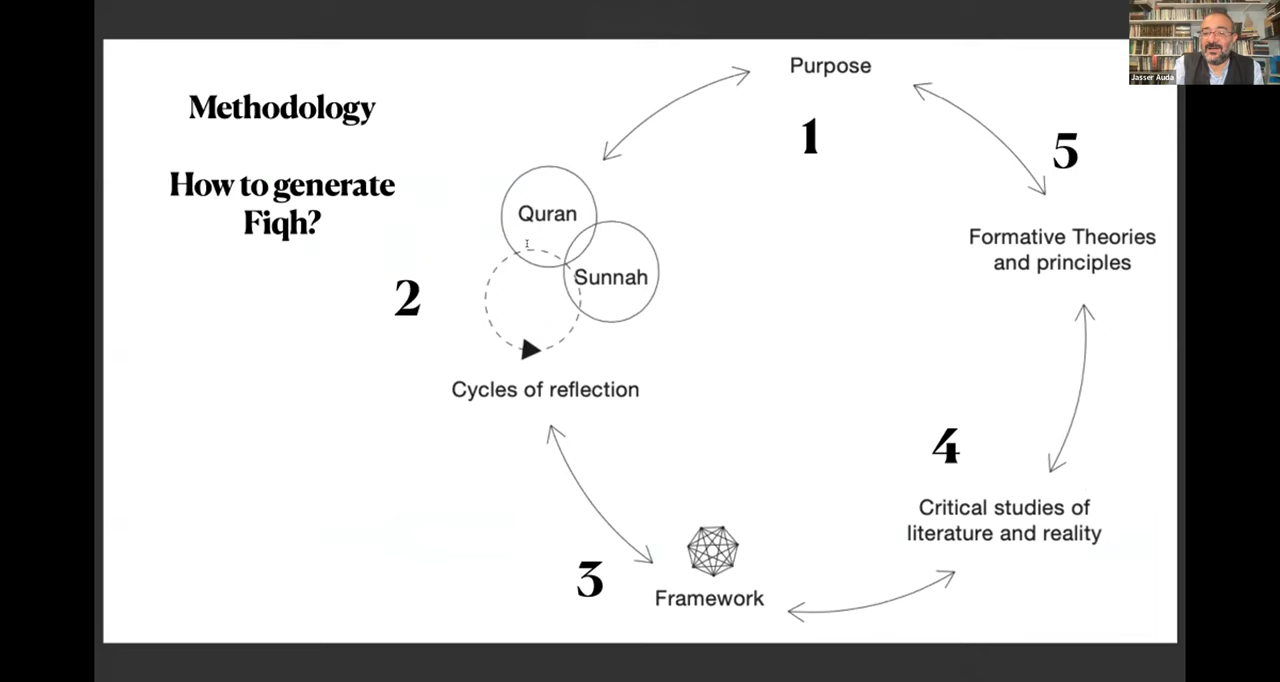 Methodology
How to generate
Fiqh?
Purpose
1
5
Quran
Sunnah
2
Formative Theories
and principles
Cycles of reflection
4
Critical studies of
literature and reality
3
Framework
Jasser Auda